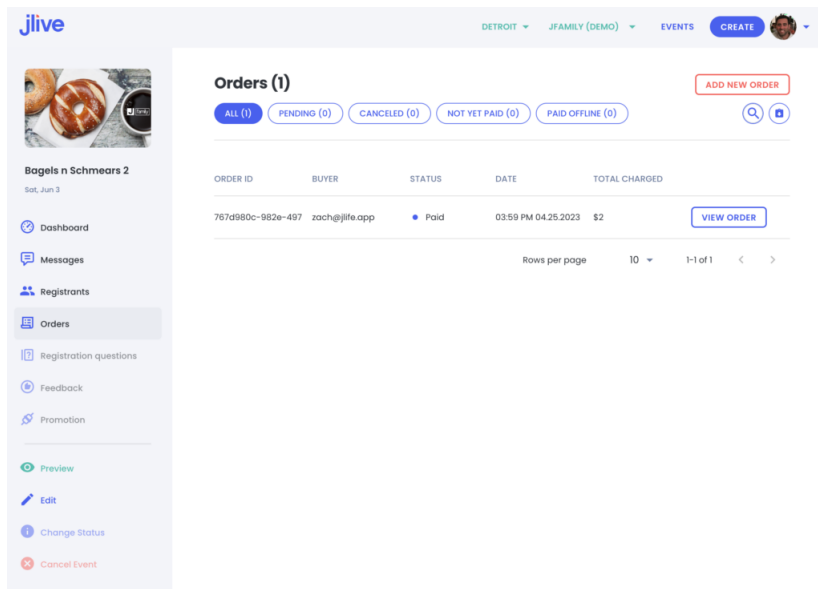 jlive
DETROIT
JFAMILY (DEMO)
EVENTS
CREATE
Bagels n Schmears 2
Sat, Jun 3
Dashboard
Messages
Registrants
Orders
Registration questions
Feedback
Promotion
Preview
Edit
Change Status
Cancel Event
Orders (1)
ADD NEW ORDER
ALL (1)
PENDING (0)
CANCELED (0)
NOT YET PAID (0)
PAID OFFLINE (0)
ORDER ID BUYER STATUS DATE TOTAL CHARGED
767d980c-982e-497 zach@jlife.app Paid 03:59 PM 04.25.2023 $2 VIEW ORDER
Rows per page 10 1-1 of 1